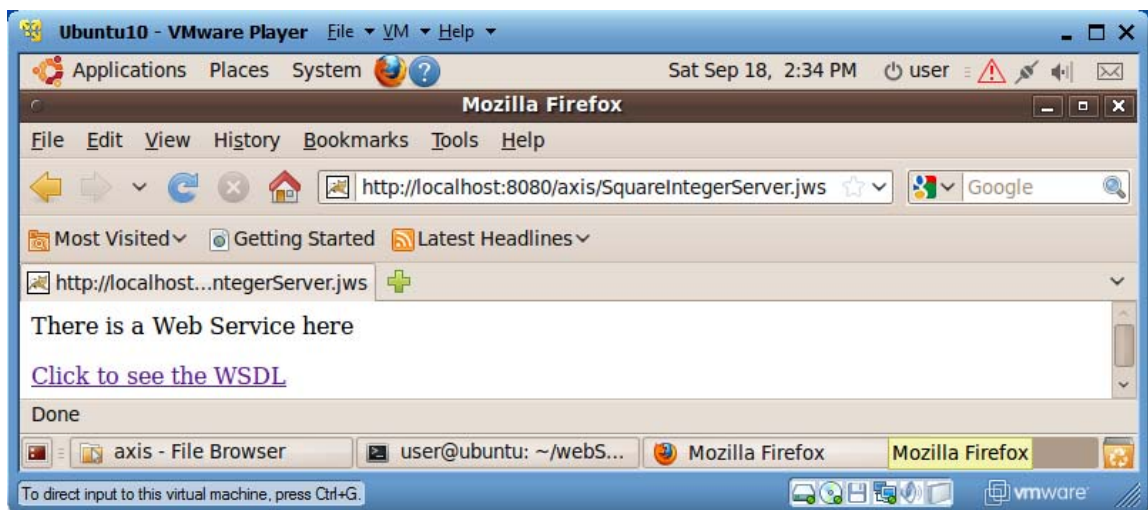 Ubuntu10 - VMware Player File VM Help
Applications Places System Sat Sep 18, 2:34 PM user
Mozilla Firefox
File Edit View History Bookmarks Tools Help
http://localhost:8080/axis/SquareIntegerServer.jws Google
Most Visited Getting Started Latest Headlines
http://localhost...ntegerServer.jws
There is a Web Service here
Click to see the WSDL
Done
axis - File Browser user@ubuntu: ~/webS... Mozilla Firefox Mozilla Firefox
To direct input to this virtual machine, press Ctrl+G. vmware